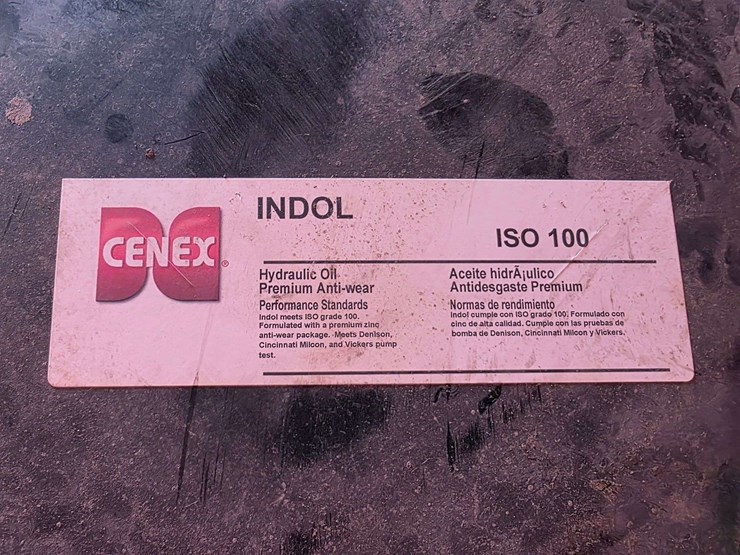 CENEX®
INDOL
ISO 100
Hydraulic Oil
Premium Anti-wear
Performance Standards
Indol meets ISO grade 100.
Formulated with a premium zinc
anti-wear package. Meets Denison,
Cincinnati Milcon, and Vickers pump
test.
Aceite hidrÃ¡ulico
Antidesgaste Premium
Normas de rendimiento
Indol cumple con ISO grado 100. Formulado con
cinc de alta calidad. Cumple con las pruebas de
bomba de Denison, Cincinnati Milcon y Vickers.